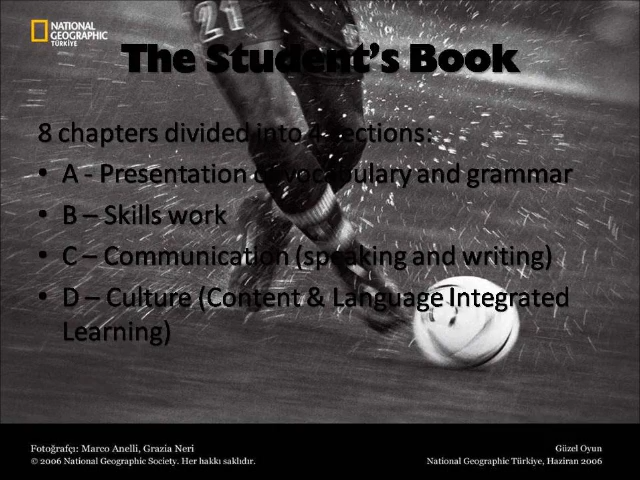 NATIONAL
GEOGRAPHIC
TÜRKİYE
21
The Student's Book
8 chapters divided into 4 sections:
• A - Presentation of vocabulary and grammar
• B – Skills work
• C – Communication (speaking and writing)
• D – Culture (Content & Language Integrated
Learning)
Fotoğrafçı: Marco Anelli, Grazia Neri
© 2006 National Geographic Society. Her hakkı saklıdır.
Güzel Oyun
National Geographic Türkiye, Haziran 2006